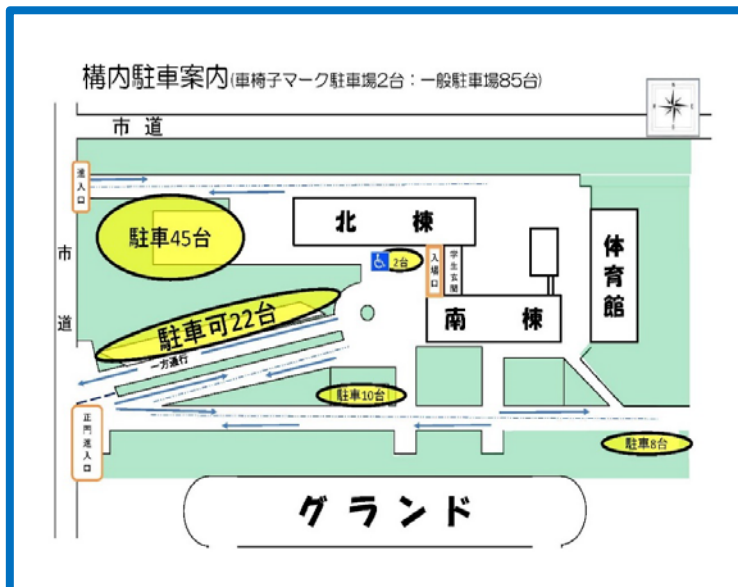 構内駐車案内(車椅子マーク駐車場2台：一般駐車場85台)
市 道
N
進入口
駐車45台
北 棟
体育館
2台
入場口
学生玄関
市 道
駐車可22台
南 棟
一方通行
駐車10台
正門進入口
駐車8台
グランド